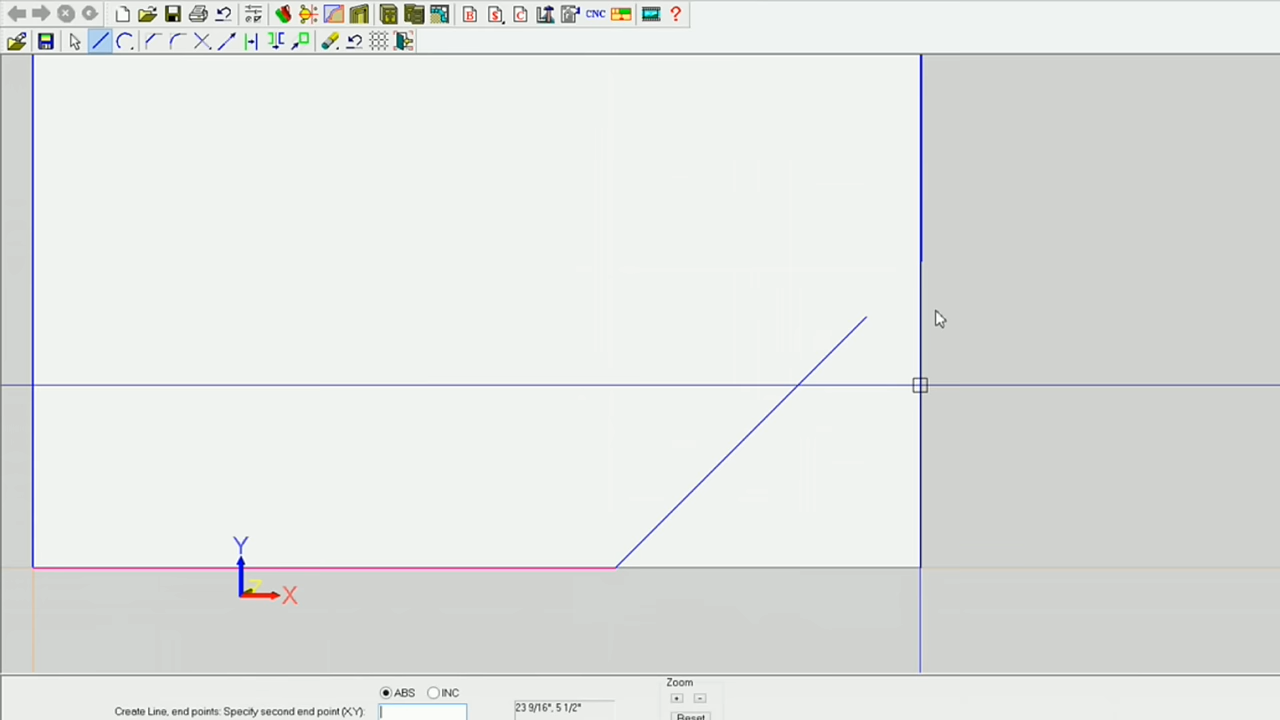 B S C CNC ?
Y
Z
X
Zoom
ABS INC
+ -
Create Line, end points: Specify second end point (X,Y):
23 9/16", 5 1/2"
Reset